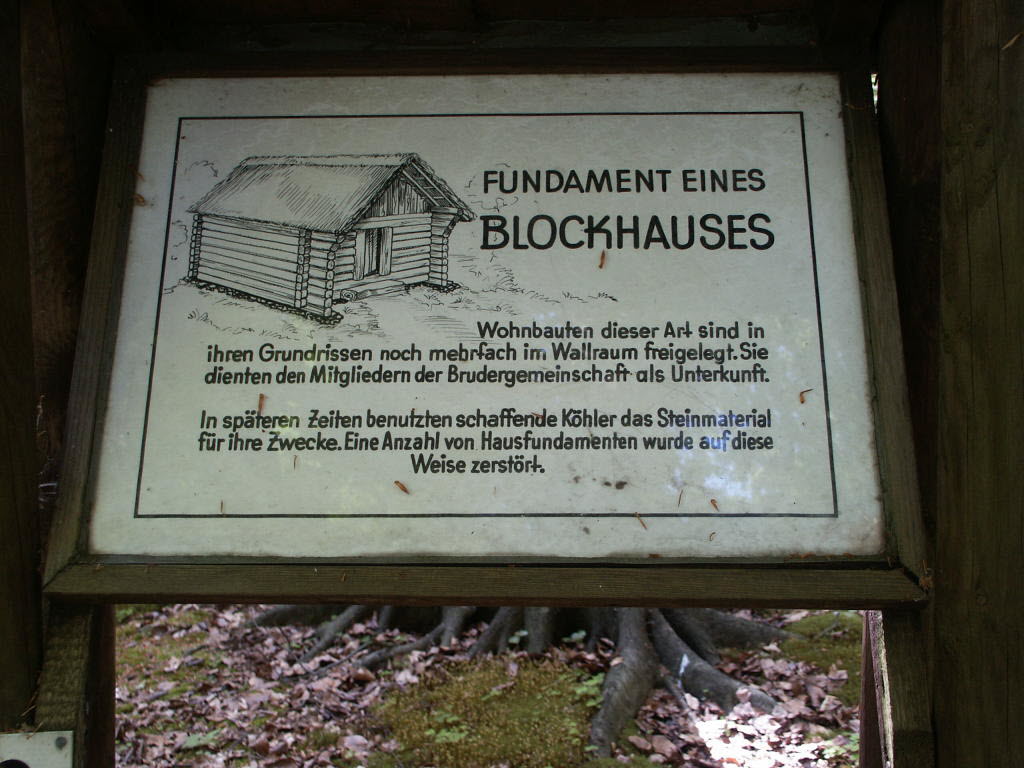 FUNDAMENT EINES
BLOCKHAUSES
Wohnbauten dieser Art sind in
ihren Grundrissen noch mehrfach im Wallraum freigelegt. Sie
dienten den Mitgliedern der Brudergemeinschaft als Unterkunft.
In späteren Zeiten benutzten schaffende Köhler das Steinmaterial
für ihre Zwecke. Eine Anzahl von Hausfundamenten wurde auf diese
Weise zerstört.